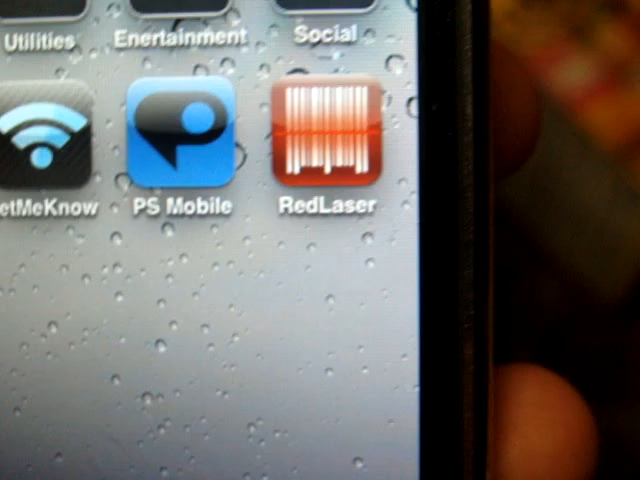 Utilities Enertainment Social
etMeKnow PS Mobile RedLaser